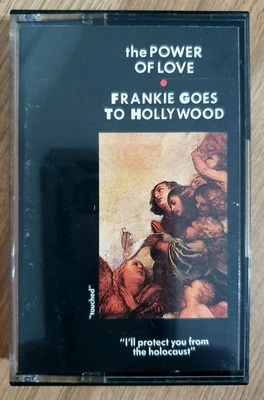 the POWER
OF LOVE
FRANKIE GOES
TO HOLLYWOOD
"touched"
"I'll protect you from
the holocaust"